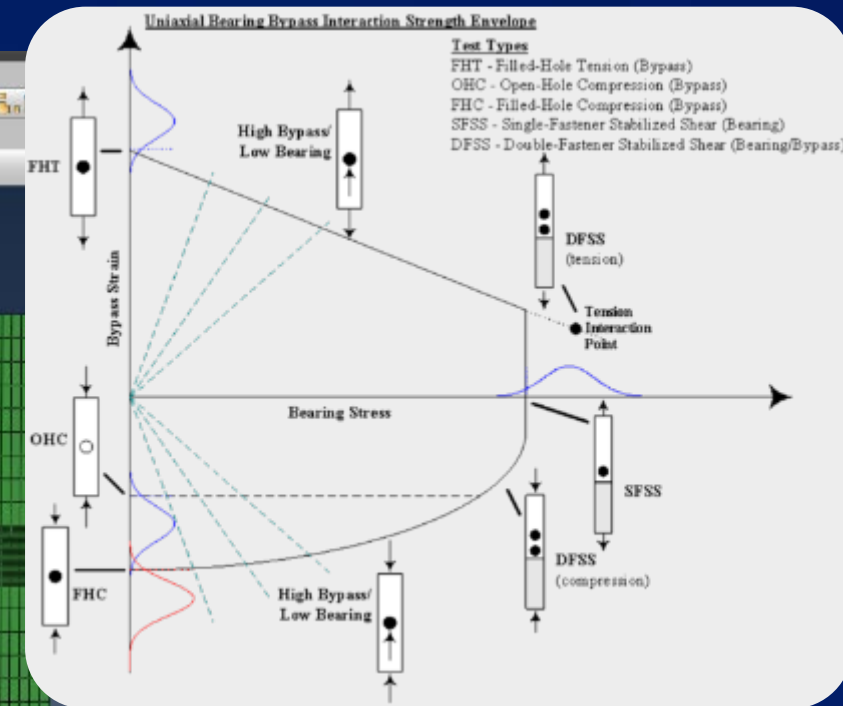 Uniaxial Bearing Bypass Interaction Strength Envelope
Test Types
FHT - Filled-Hole Tension (Bypass)
OHC - Open-Hole Compression (Bypass)
FHC - Filled-Hole Compression (Bypass)
SFSS - Single-Fastener Stabilized Shear (Bearing)
DFSS - Double-Fastener Stabilized Shear (Bearing/Bypass)
High Bypass/
Low Bearing
FHT
DFSS
(tension)
Tension
Interaction
Point
Bypass Strain
Bearing Stress
OHC
SFSS
DFSS
(compression)
FHC
High Bypass/
Low Bearing